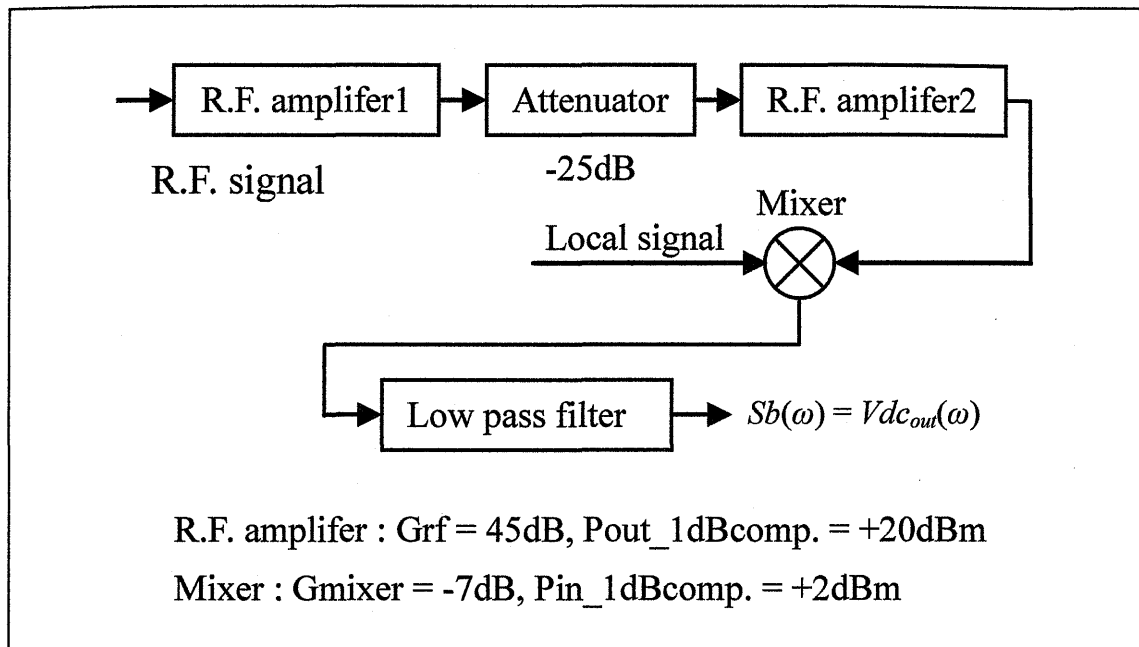 R.F. amplifer1
Attenuator
R.F. amplifer2
R.F. signal
-25dB
Mixer
Local signal
Low pass filter
Sb(ω) = Vdcout(ω)
R.F. amplifer : Grf = 45dB, Pout_1dBcomp. = +20dBm
Mixer : Gmixer = -7dB, Pin_1dBcomp. = +2dBm